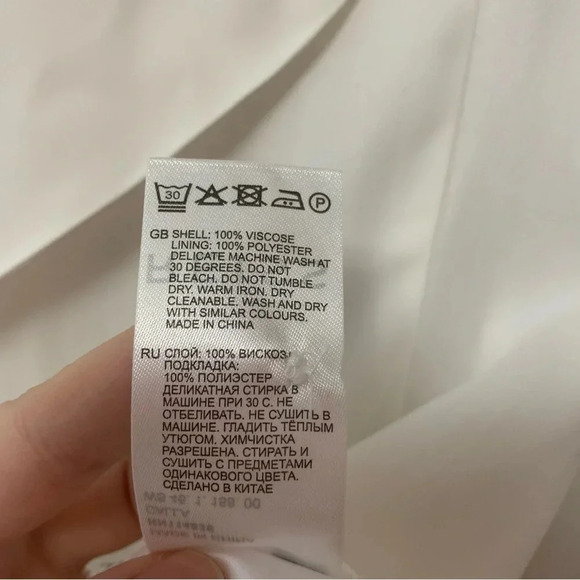 30 P
GB SHELL: 100% VISCOSE
LINING: 100% POLYESTER
DELICATE MACHINE WASH AT
30 DEGREES. DO NOT
BLEACH. DO NOT TUMBLE
DRY. WARM IRON. DRY
CLEANABLE. WASH AND DRY
WITH SIMILAR COLOURS.
MADE IN CHINA
RU СЛОЙ: 100% ВИСКОЗ
ПОДКЛАДКА:
100% ПОЛИЭСТЕР
ДЕЛИКАТНАЯ СТИРКА В
МАШИНЕ ПРИ 30 С. НЕ
ОТБЕЛИВАТЬ. НЕ СУШИТЬ В
МАШИНЕ. ГЛАДИТЬ ТЁПЛЫМ
УТЮГОМ. ХИМЧИСТКА
РАЗРЕШЕНА. СТИРАТЬ И
СУШИТЬ С ПРЕДМЕТАМИ
ОДИНАКОВОГО ЦВЕТА.
СДЕЛАНО В КИТАЕ